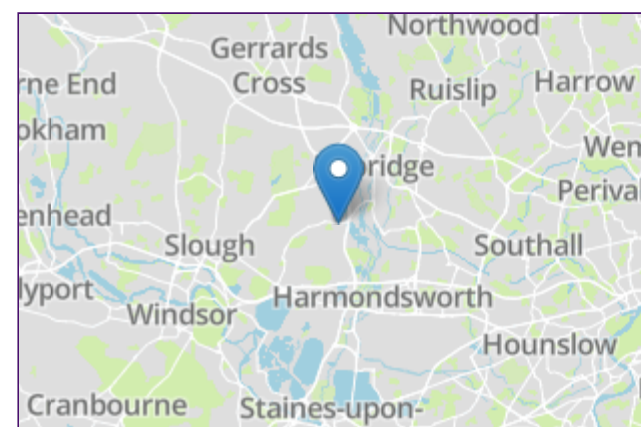 Northwood
Gerrards
Cross
rne End
Ruislip
Harrow
okham
Wen
bridge
Perival
enhead
Slough
Southall
lyport
Windsor
Harmondsworth
Hounslow
Cranbourne
Staines-upon-